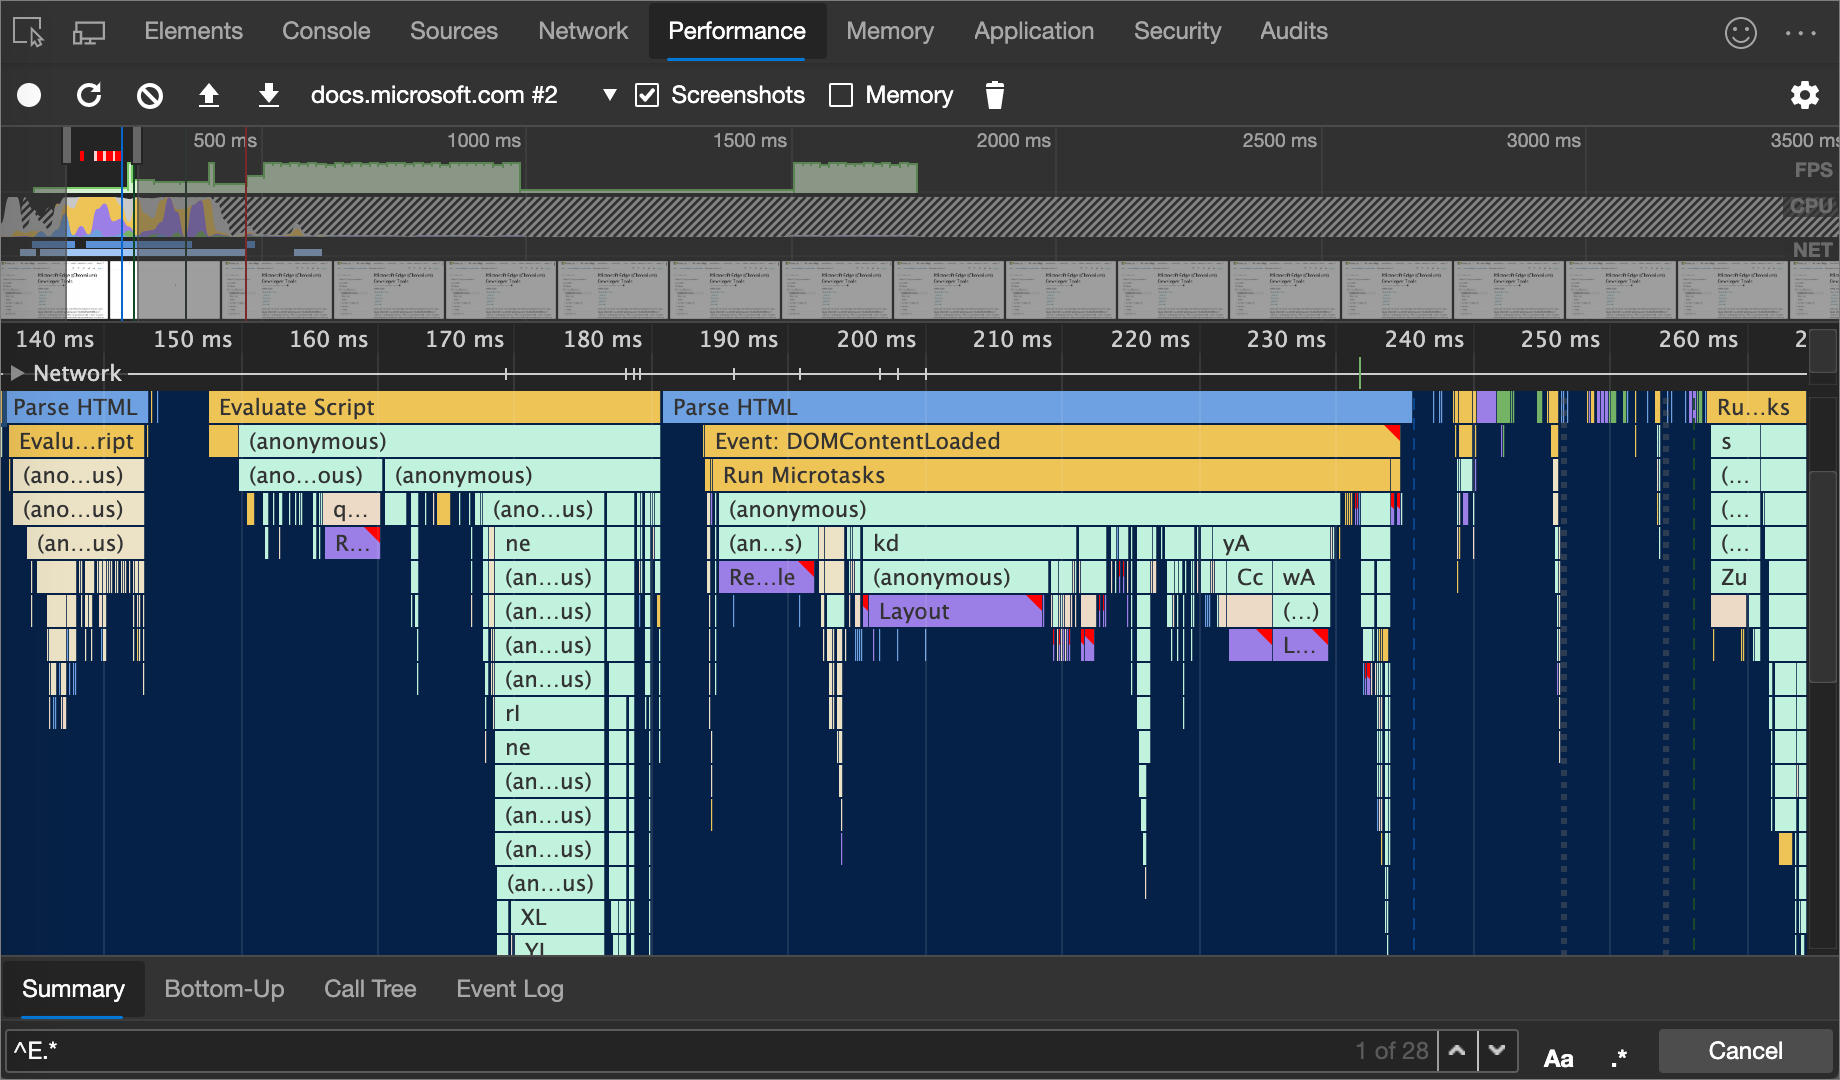 Elements Console Sources Network Performance Memory Application Security Audits
docs.microsoft.com #2 Screenshots Memory
500 ms 1000 ms 1500 ms 2000 ms 2500 ms 3000 ms 3500 ms
FPS
CPU
NET
140 ms 150 ms 160 ms 170 ms 180 ms 190 ms 200 ms 210 ms 220 ms 230 ms 240 ms 250 ms 260 ms 2
Network
Parse HTML Evaluate Script Parse HTML Ru…ks
Evalu…ript (anonymous) Event: DOMContentLoaded s
(ano…us) (ano…ous) (anonymous) Run Microtasks (…
(ano…us) q… (ano…us) (anonymous) (…
(an…us) R… ne (an…s) kd yA (…
(an…us) Re…le (anonymous) Cc wA Zu
(an…us) Layout (…)
(an…us) L…
(an…us)
rl
ne
(an…us)
(an…us)
(an…us)
(an…us)
XL
YL
Summary Bottom-Up Call Tree Event Log
^E.* 1 of 28 Aa .* Cancel